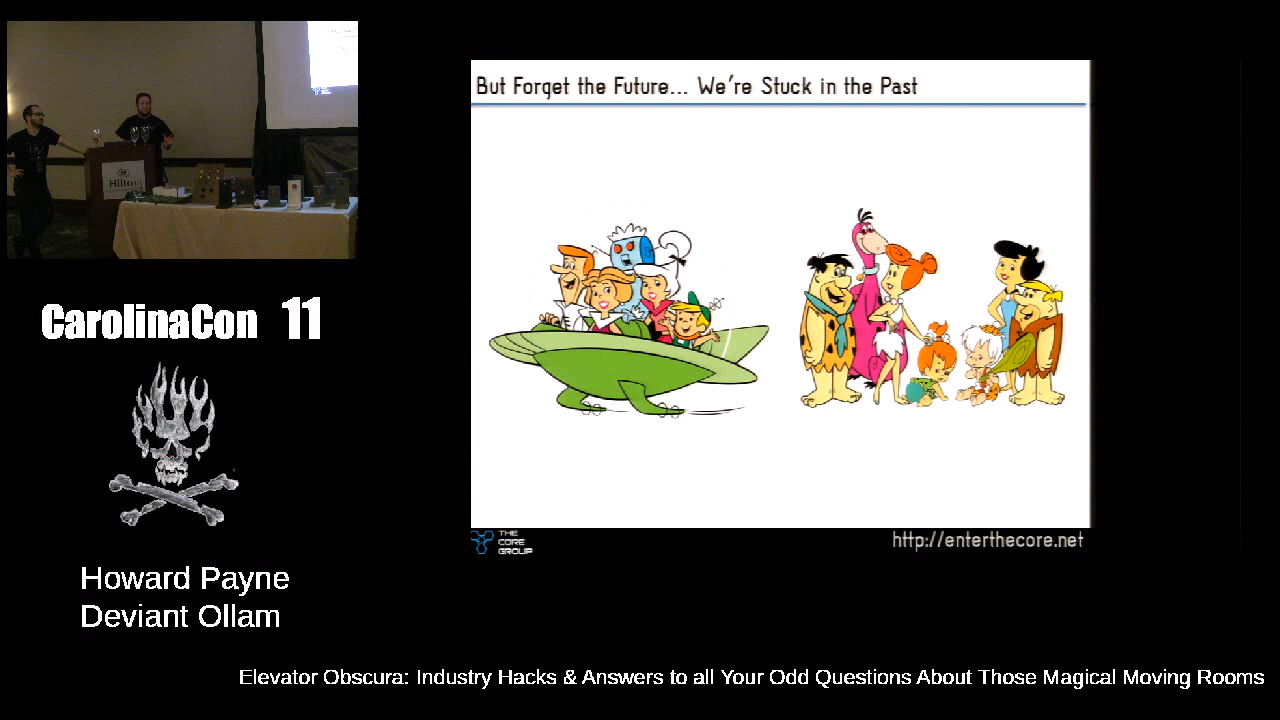 But Forget the Future... We're Stuck in the Past
Hilton
CarolinaCon 11
THE
CORE
GROUP
http://enterthecore.net
Howard Payne
Deviant Ollam
Elevator Obscura: Industry Hacks & Answers to all Your Odd Questions About Those Magical Moving Rooms